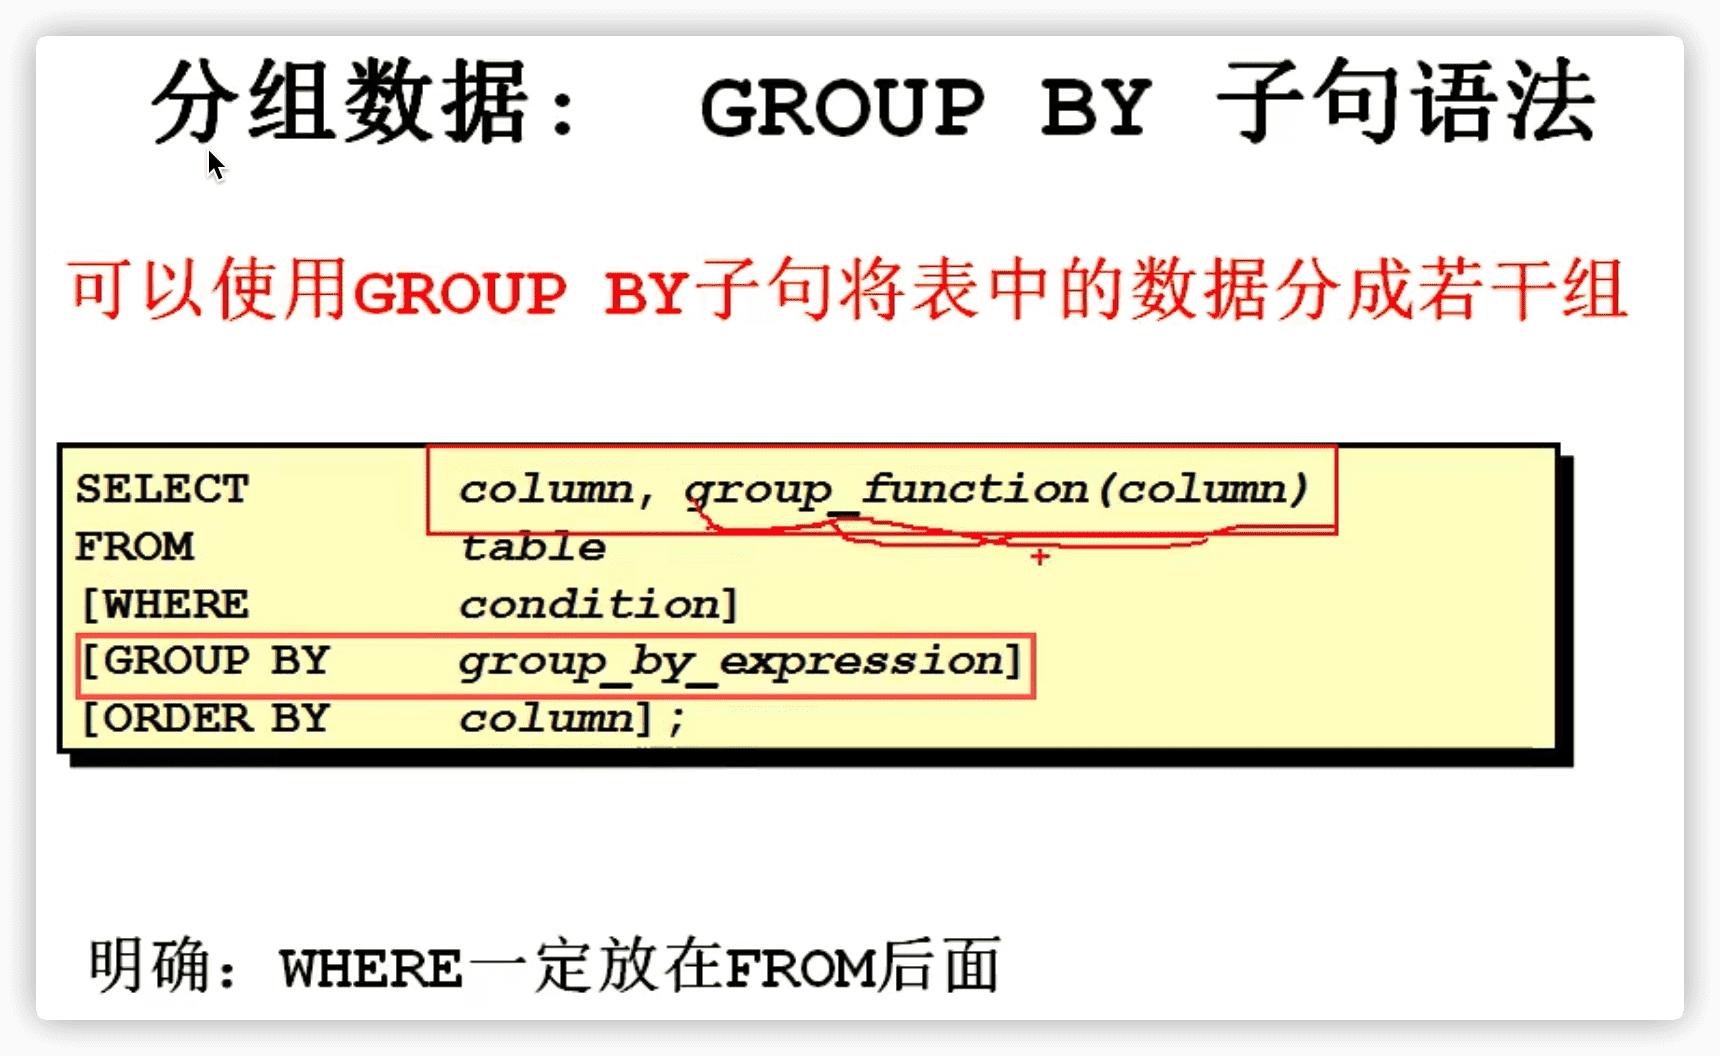 分组数据： GROUP BY 子句语法
可以使用GROUP BY子句将表中的数据分成若干组
SELECT column, group_function(column)
FROM table
[WHERE condition]
[GROUP BY group_by_expression]
[ORDER BY column];
明确：WHERE一定放在FROM后面